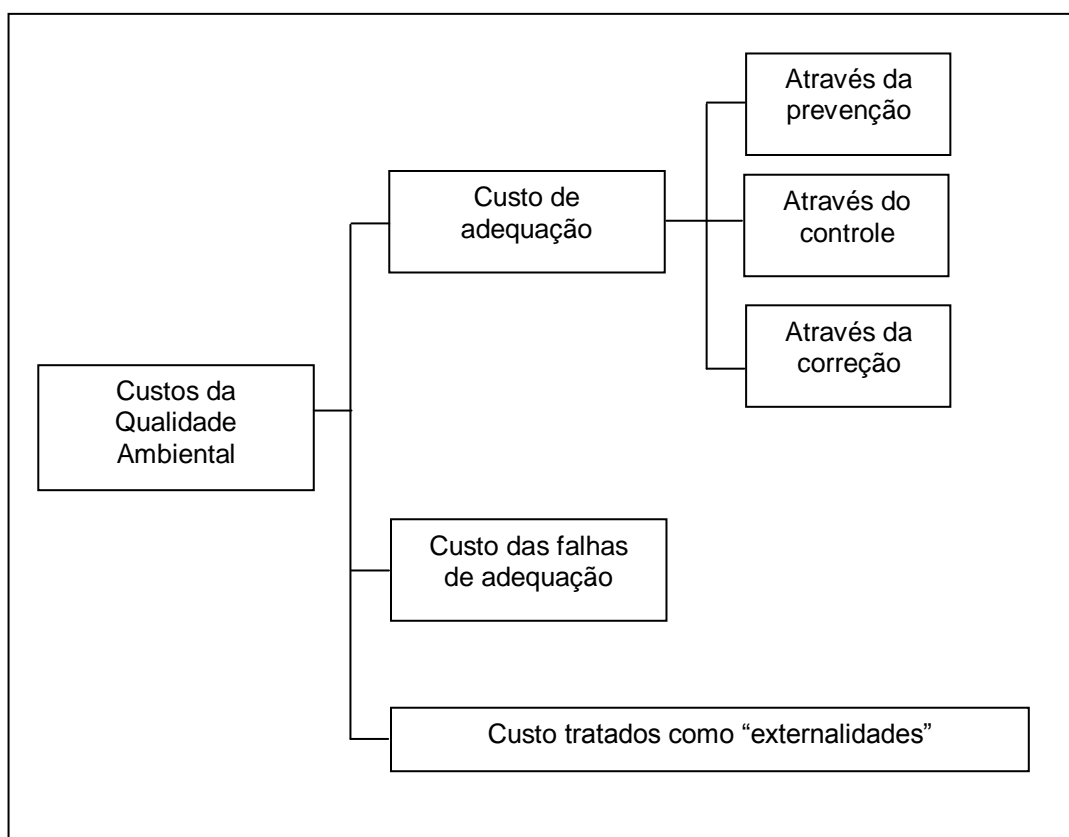 Através da
prevenção
Custo de
adequação
Através do
controle
Através da
correção
Custos da
Qualidade
Ambiental
Custo das falhas
de adequação
Custo tratados como “externalidades”